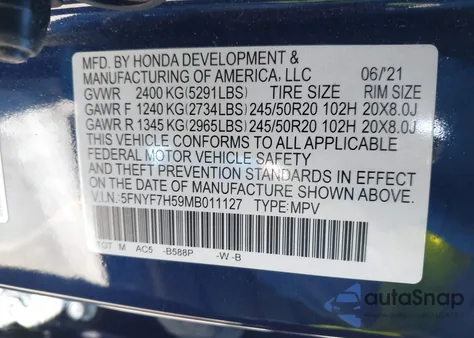 MFD. BY HONDA DEVELOPMENT &
MANUFACTURING OF AMERICA, LLC 06/'21
GVWR 2400 KG(5291LBS) TIRE SIZE RIM SIZE
GAWR F 1240 KG(2734LBS) 245/50R20 102H 20X8.0J
GAWR R 1345 KG(2965LBS) 245/50R20 102H 20X8.0J
THIS VEHICLE CONFORMS TO ALL APPLICABLE
FEDERAL MOTOR VEHICLE SAFETY
AND THEFT PREVENTION STANDARDS IN EFFECT
ON THE DATE OF MANUFACTURE SHOWN ABOVE.
V.I.N.:5FNYF7H59MB011127 TYPE:MPV
M AC5 -B588P -W-B
autoSnap